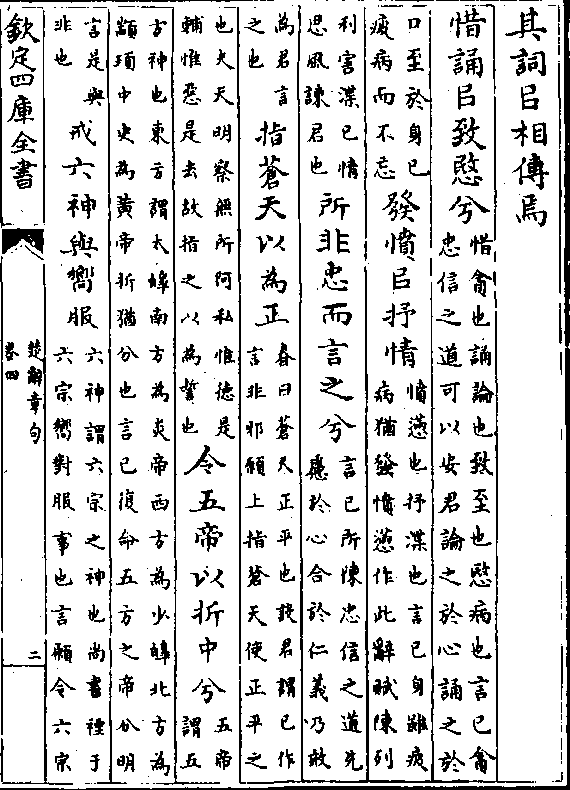 其詞㠯相傳焉
惜誦㠯致愍兮
惜貪也誦論也致至也愍病也言己貪
忠信之道可以安君論之於心誦之於
口至於身已
疲病而不忘
發憤㠯抒情
憤懣也抒渫也言己身雖疲
病猶發憤懣作此辭賦陳列
利害渫己情
思風諫君也
所非忠而言之兮
言己所陳忠信之道先
慮於心合於仁義乃敢
為君言
之也
指蒼天以為正
春曰蒼天正平也設君謂己作
言非邪願上指蒼天使正平之
也夫天明察無所阿私惟德是
輔惟惡是去故指之以為誓也
令五帝以折中兮
五帝
謂五
方神也東方謂太皞南方為炎帝西方為少皞北方為
顓頊中央為黃帝折猶分也言己復命五方之帝分明
言是與
非也
戒六神與嚮服
六神謂六宗之神也尚書禋于
六宗嚮對服事也言願令六宗
欽定四庫全書
楚辭章句
卷四
二